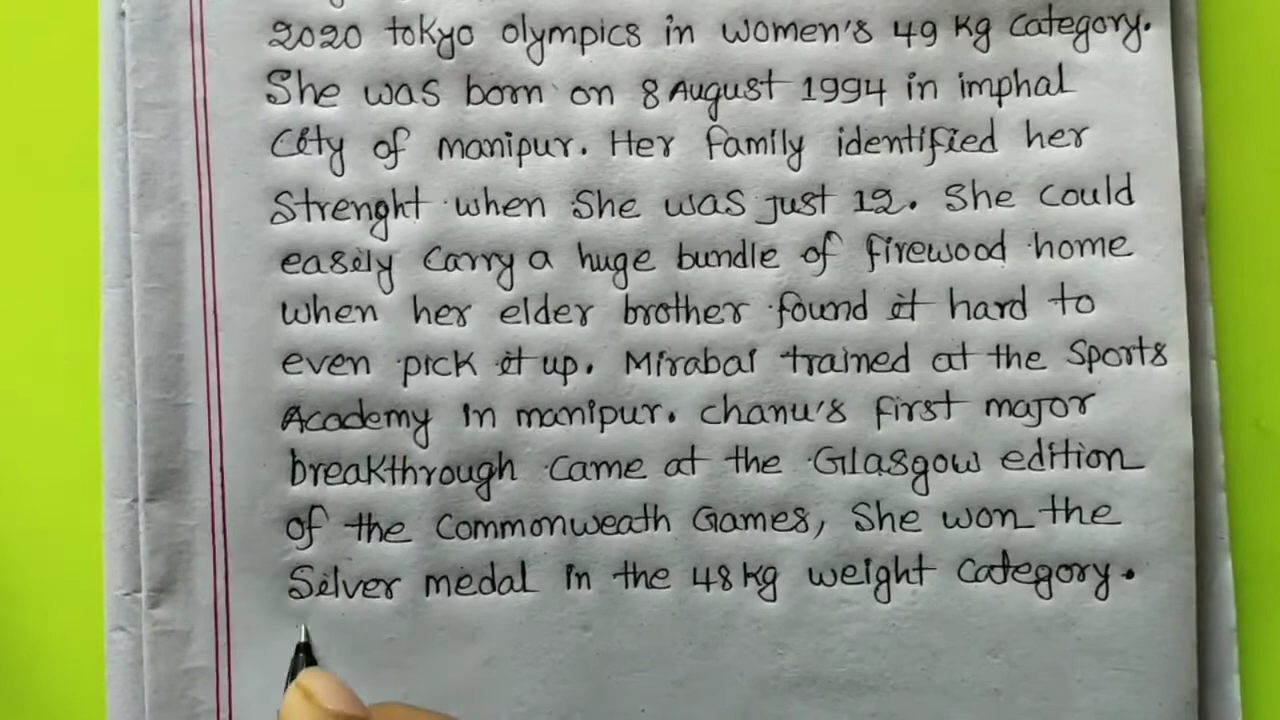 2020 tokyo olympics in women's 49 kg category.
She was born on 8 August 1994 in imphal
City of manipur. Her family identified her
Strenght when She was just 12. She could
easily carry a huge bundle of firewood home
when her elder brother found it hard to
even pick it up. Mirabai trained at the Sports
Academy in manipur. chanu's first major
breakthrough came at the Glasgow edition
of the Commonweath Games, She won the
Silver medal in the 48 kg weight category.